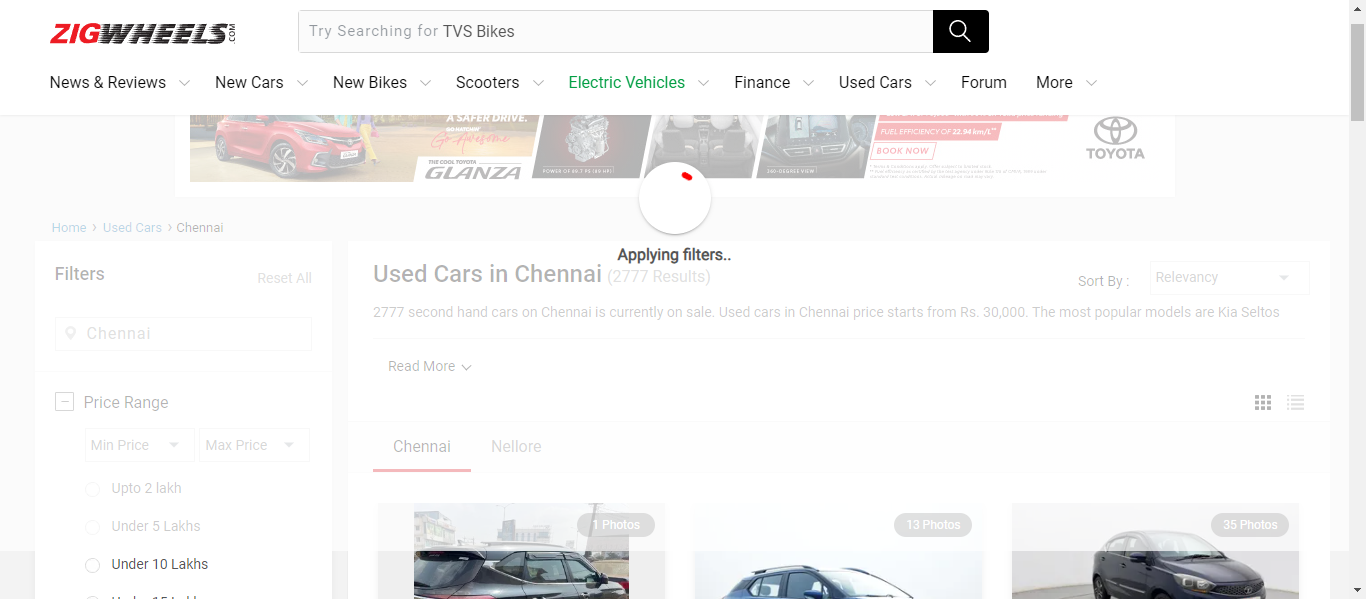 ZIGWHEELS.COM
Try Searching for TVS Bikes
News & Reviews
New Cars
New Bikes
Scooters
Electric Vehicles
Finance
Used Cars
Forum
More
A SAFER DRIVE.
GO HATCHIN'
Go Awesome
THE COOL TOYOTA
GLANZA
POWER OF 89.7 PS (89 HP)
360-DEGREE VIEW
FUEL EFFICIENCY OF 22.94 km/L**
BOOK NOW
TOYOTA
Home › Used Cars › Chennai
Applying filters..
Filters
Reset All
Chennai
Price Range
Min Price
Max Price
Upto 2 lakh
Under 5 Lakhs
Under 10 Lakhs
Used Cars in Chennai (2777 Results)
Sort By :
Relevancy
2777 second hand cars on Chennai is currently on sale. Used cars in Chennai price starts from Rs. 30,000. The most popular models are Kia Seltos
Read More
Chennai
Nellore
1 Photos
13 Photos
35 Photos